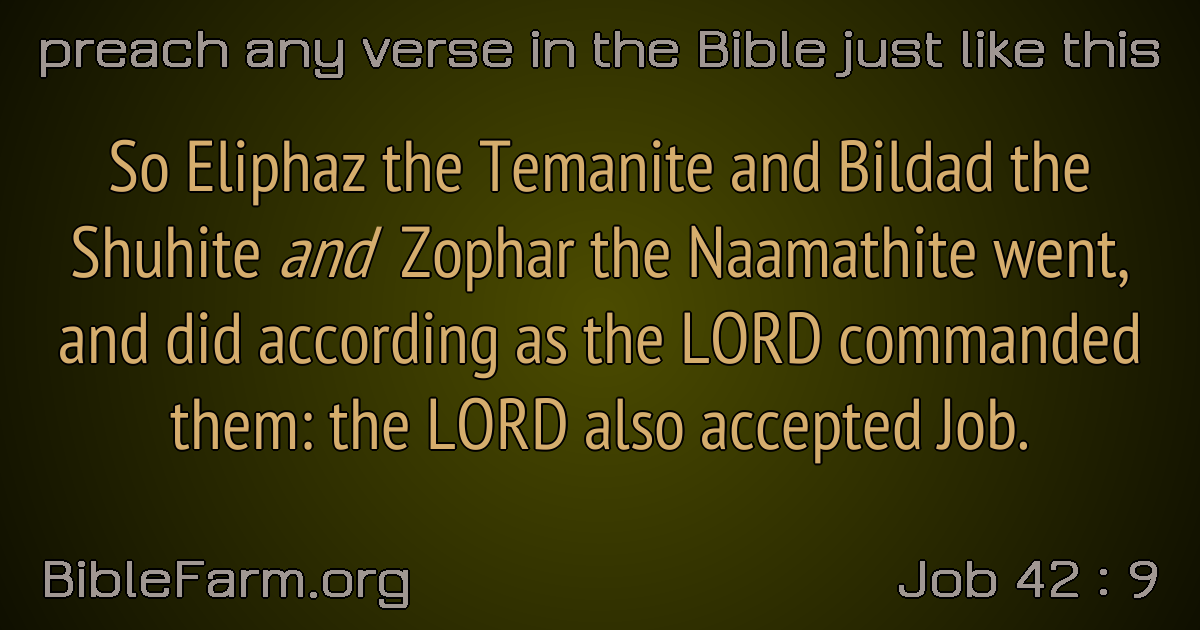 preach any verse in the Bible just like this
So Eliphaz the Temanite and Bildad the
Shuhite and Zophar the Naamathite went,
and did according as the LORD commanded
them: the LORD also accepted Job.
BibleFarm.org
Job 42 : 9